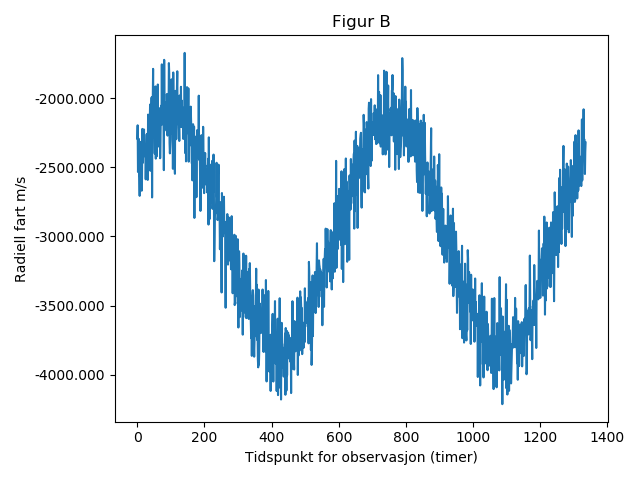 Figur B
-2000.000
-2500.000
-3000.000
-3500.000
-4000.000
Radiell fart m/s
0 200 400 600 800 1000 1200 1400
Tidspunkt for observasjon (timer)